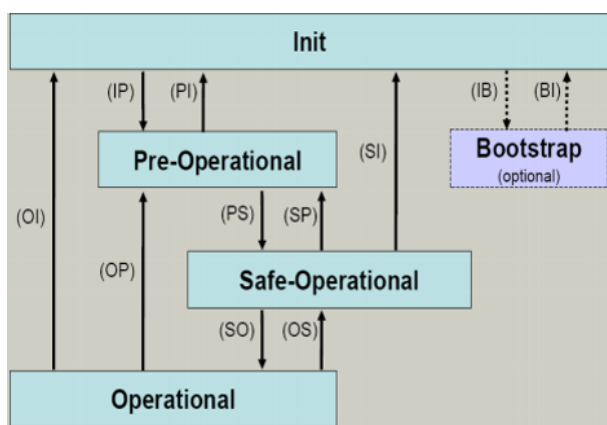 Init
(IP)
(PI)
(IB)
(BI)
Pre-Operational
Bootstrap
(optional)
(SI)
(OI)
(PS)
(SP)
(OP)
Safe-Operational
(SO)
(OS)
Operational